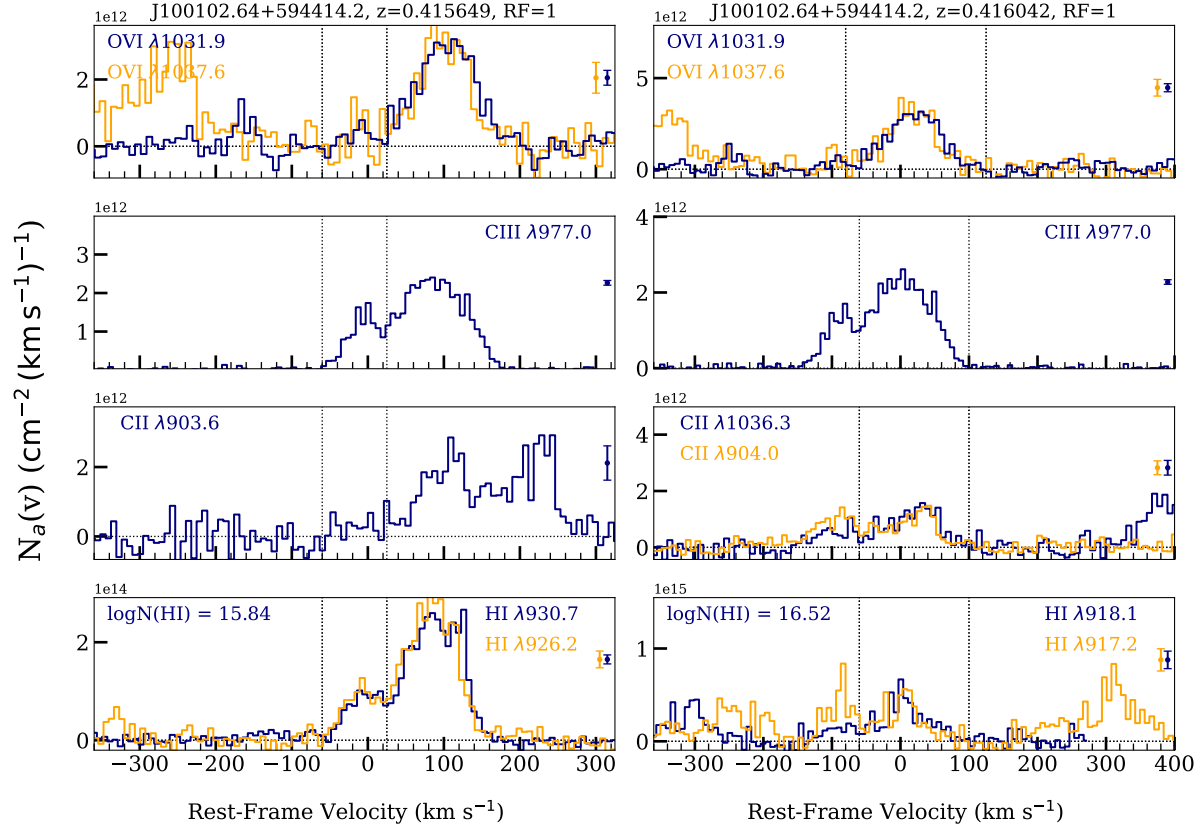 J100102.64+594414.2, z=0.415649, RF=1
J100102.64+594414.2, z=0.416042, RF=1
1e12
OVI λ1031.9
OVI λ1037.6
2
0
1e12
OVI λ1031.9
OVI λ1037.6
5
0
1e12
CIII λ977.0
3
2
1
1e12
CIII λ977.0
4
2
0
1e12
CII λ903.6
2
0
1e12
CII λ1036.3
CII λ904.0
4
2
0
1e14
logN(HI) = 15.84
HI λ930.7
HI λ926.2
2
0
1e15
logN(HI) = 16.52
HI λ918.1
HI λ917.2
1
0
−300 −200 −100 0 100 200 300
−300 −200 −100 0 100 200 300 400
Rest-Frame Velocity (km s⁻¹)
Rest-Frame Velocity (km s⁻¹)
Nₐ(v) (cm⁻² (km s⁻¹)⁻¹)